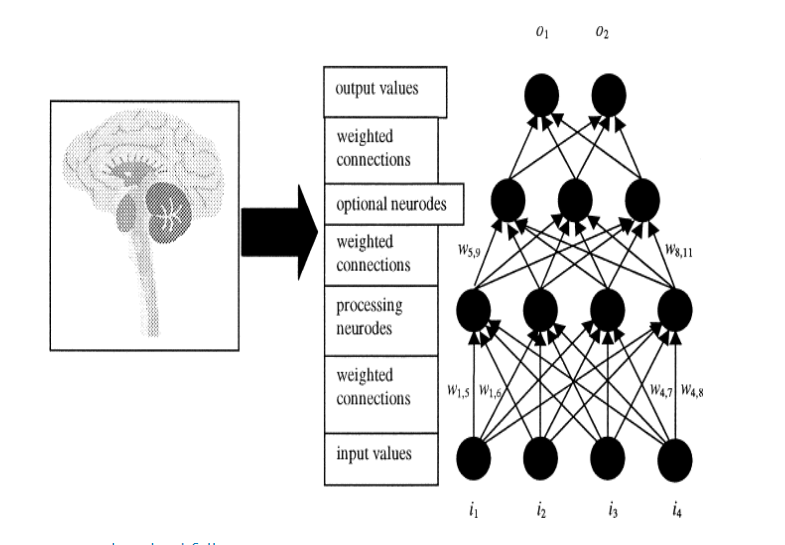 o1 o2
output values
weighted
connections
optional neurodes
weighted
connections
w5,9 w8,11
processing
neurodes
weighted
connections
w1,5 w1,6 w4,7 w4,8
input values
i1 i2 i3 i4